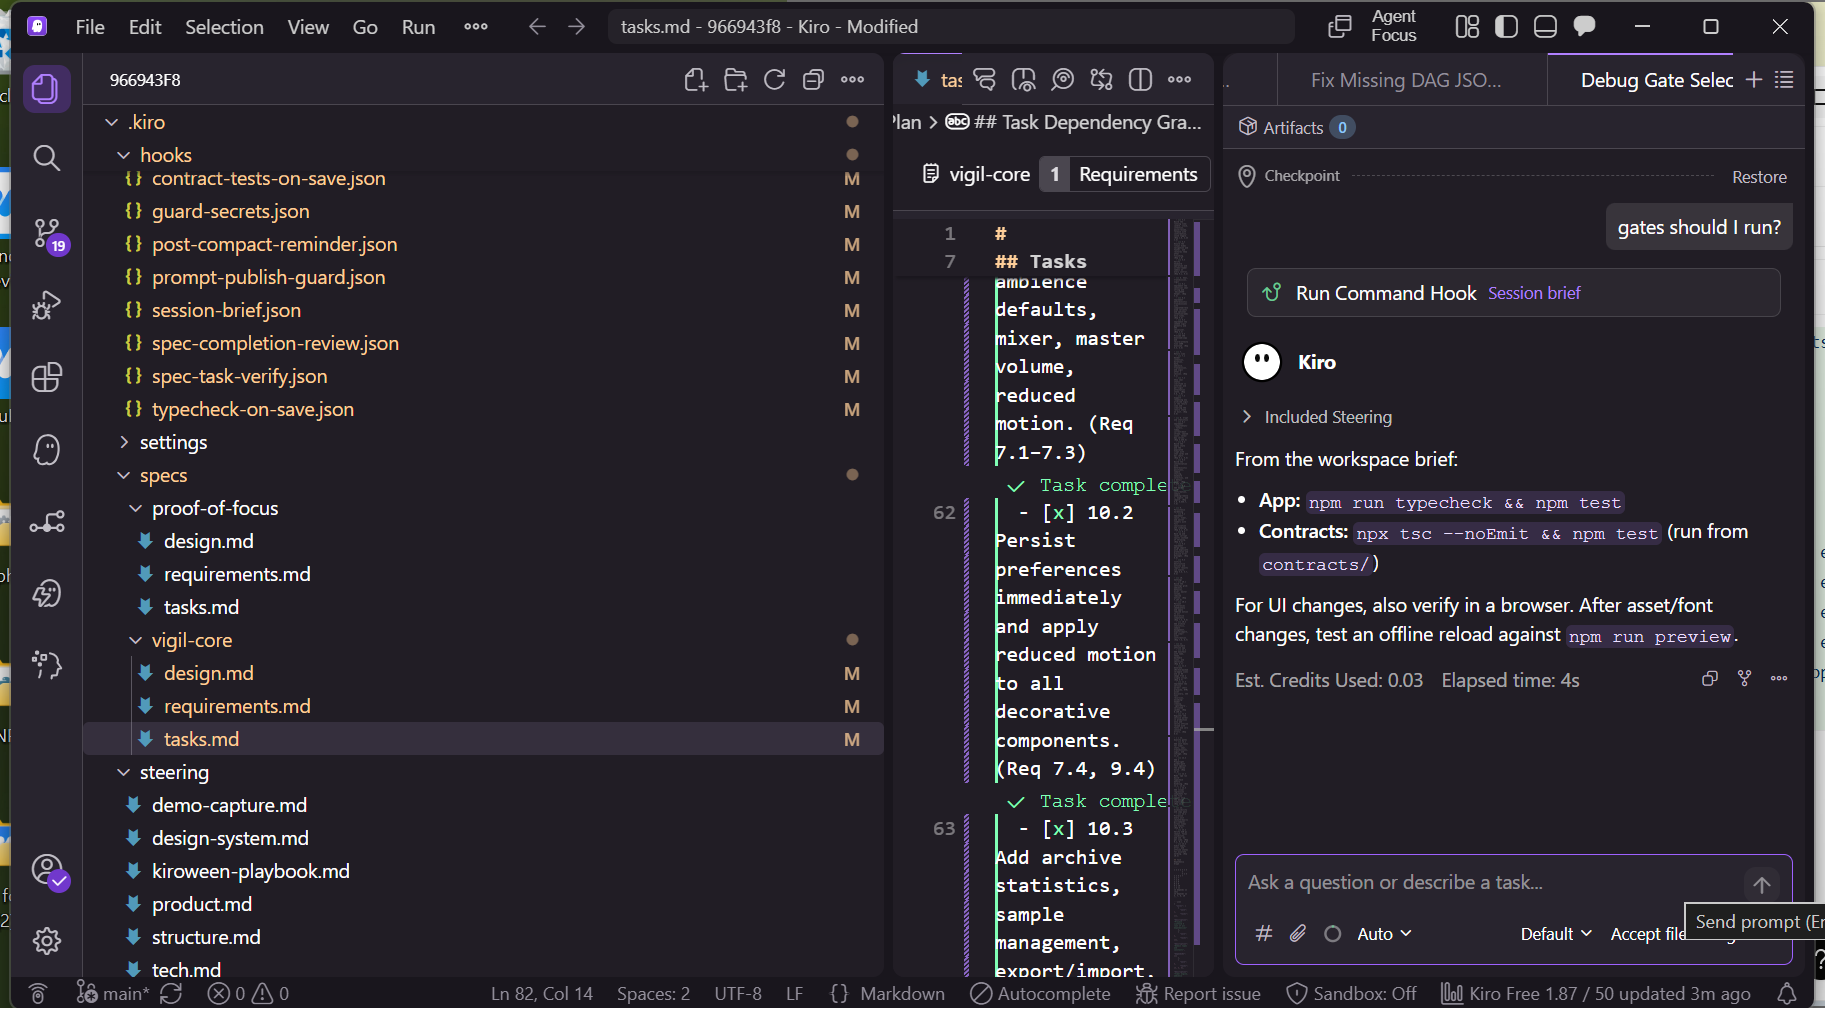 File Edit Selection View Go Run
tasks.md - 966943F8 - Kiro - Modified
Agent Focus
966943F8
.kiro
hooks
contract-tests-on-save.json M
guard-secrets.json M
post-compact-reminder.json M
prompt-publish-guard.json M
session-brief.json M
spec-completion-review.json M
spec-task-verify.json M
typecheck-on-save.json M
settings
specs
proof-of-focus
design.md
requirements.md
tasks.md
vigil-core
design.md M
requirements.md M
tasks.md M
steering
demo-capture.md
design-system.md
kiroween-playbook.md
product.md
structure.md
tech.md
19
tas
lan > ## Task Dependency Gra...
vigil-core 1 Requirements
1 #
7 ## Tasks
ambience
defaults,
mixer, master
volume,
reduced
motion. (Req
7.1–7.3)
Task comple
62 - [x] 10.2
Persist
preferences
immediately
and apply
reduced motion
to all
decorative
components.
(Req 7.4, 9.4)
Task comple
63 - [x] 10.3
Add archive
statistics,
sample
management,
export/import,
Fix Missing DAG JSO...
Debug Gate Selec
Artifacts 0
Checkpoint Restore
gates should I run?
Run Command Hook Session brief
Kiro
Included Steering
From the workspace brief:
• App: npm run typecheck && npm test
• Contracts: npx tsc --noEmit && npm test (run from
contracts/)
For UI changes, also verify in a browser. After asset/font
changes, test an offline reload against npm run preview.
Est. Credits Used: 0.03 Elapsed time: 4s
Ask a question or describe a task...
# Auto Default Accept file
Send prompt (En
main* 0 0 Ln 82, Col 14 Spaces: 2 UTF-8 LF {} Markdown Autocomplete Report issue Sandbox: Off Kiro Free 1.87 / 50 updated 3m ago